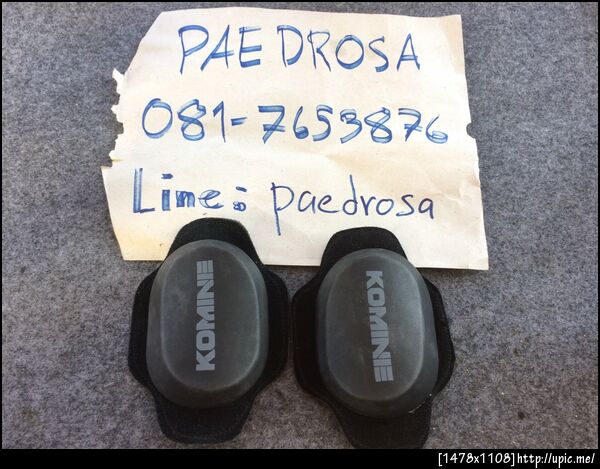 PAEDROSA
081-7653876
Line: paedrosa
KOMINE
KOMINE
[1478x1108]http://upic.me/